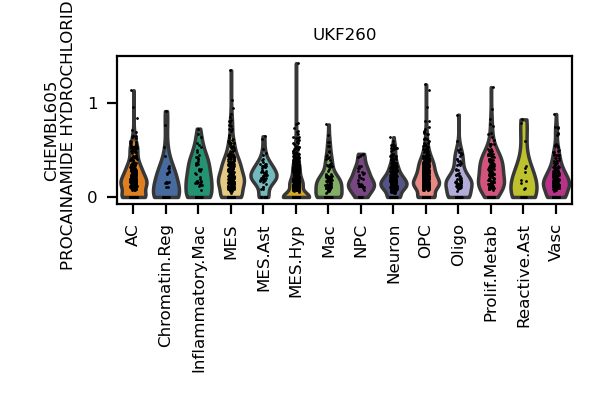 UKF260
CHEMBL605
PROCAINAMIDE HYDROCHLORID
1
0
AC
Chromatin.Reg
Inflammatory.Mac
MES
MES.Ast
MES.Hyp
Mac
NPC
Neuron
OPC
Oligo
Prolif.Metab
Reactive.Ast
Vasc